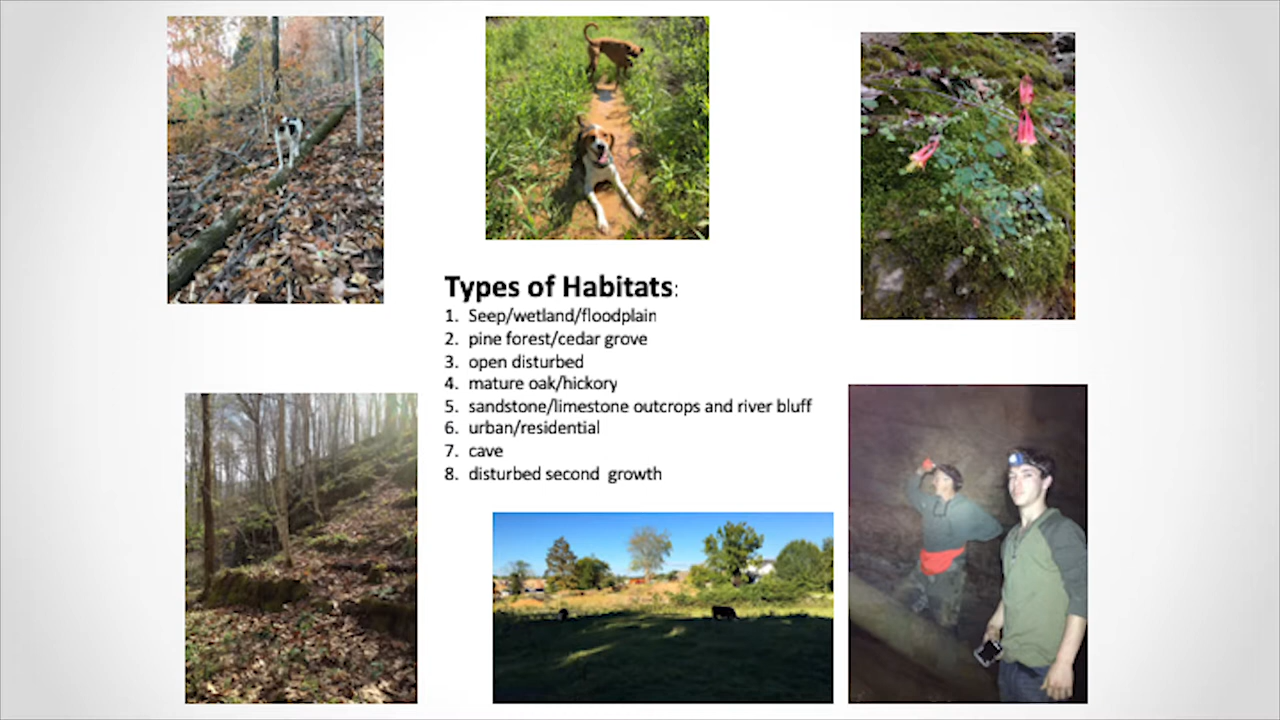 Types of Habitats:
1. Seep/wetland/floodplain
2. pine forest/cedar grove
3. open disturbed
4. mature oak/hickory
5. sandstone/limestone outcrops and river bluff
6. urban/residential
7. cave
8. disturbed second growth